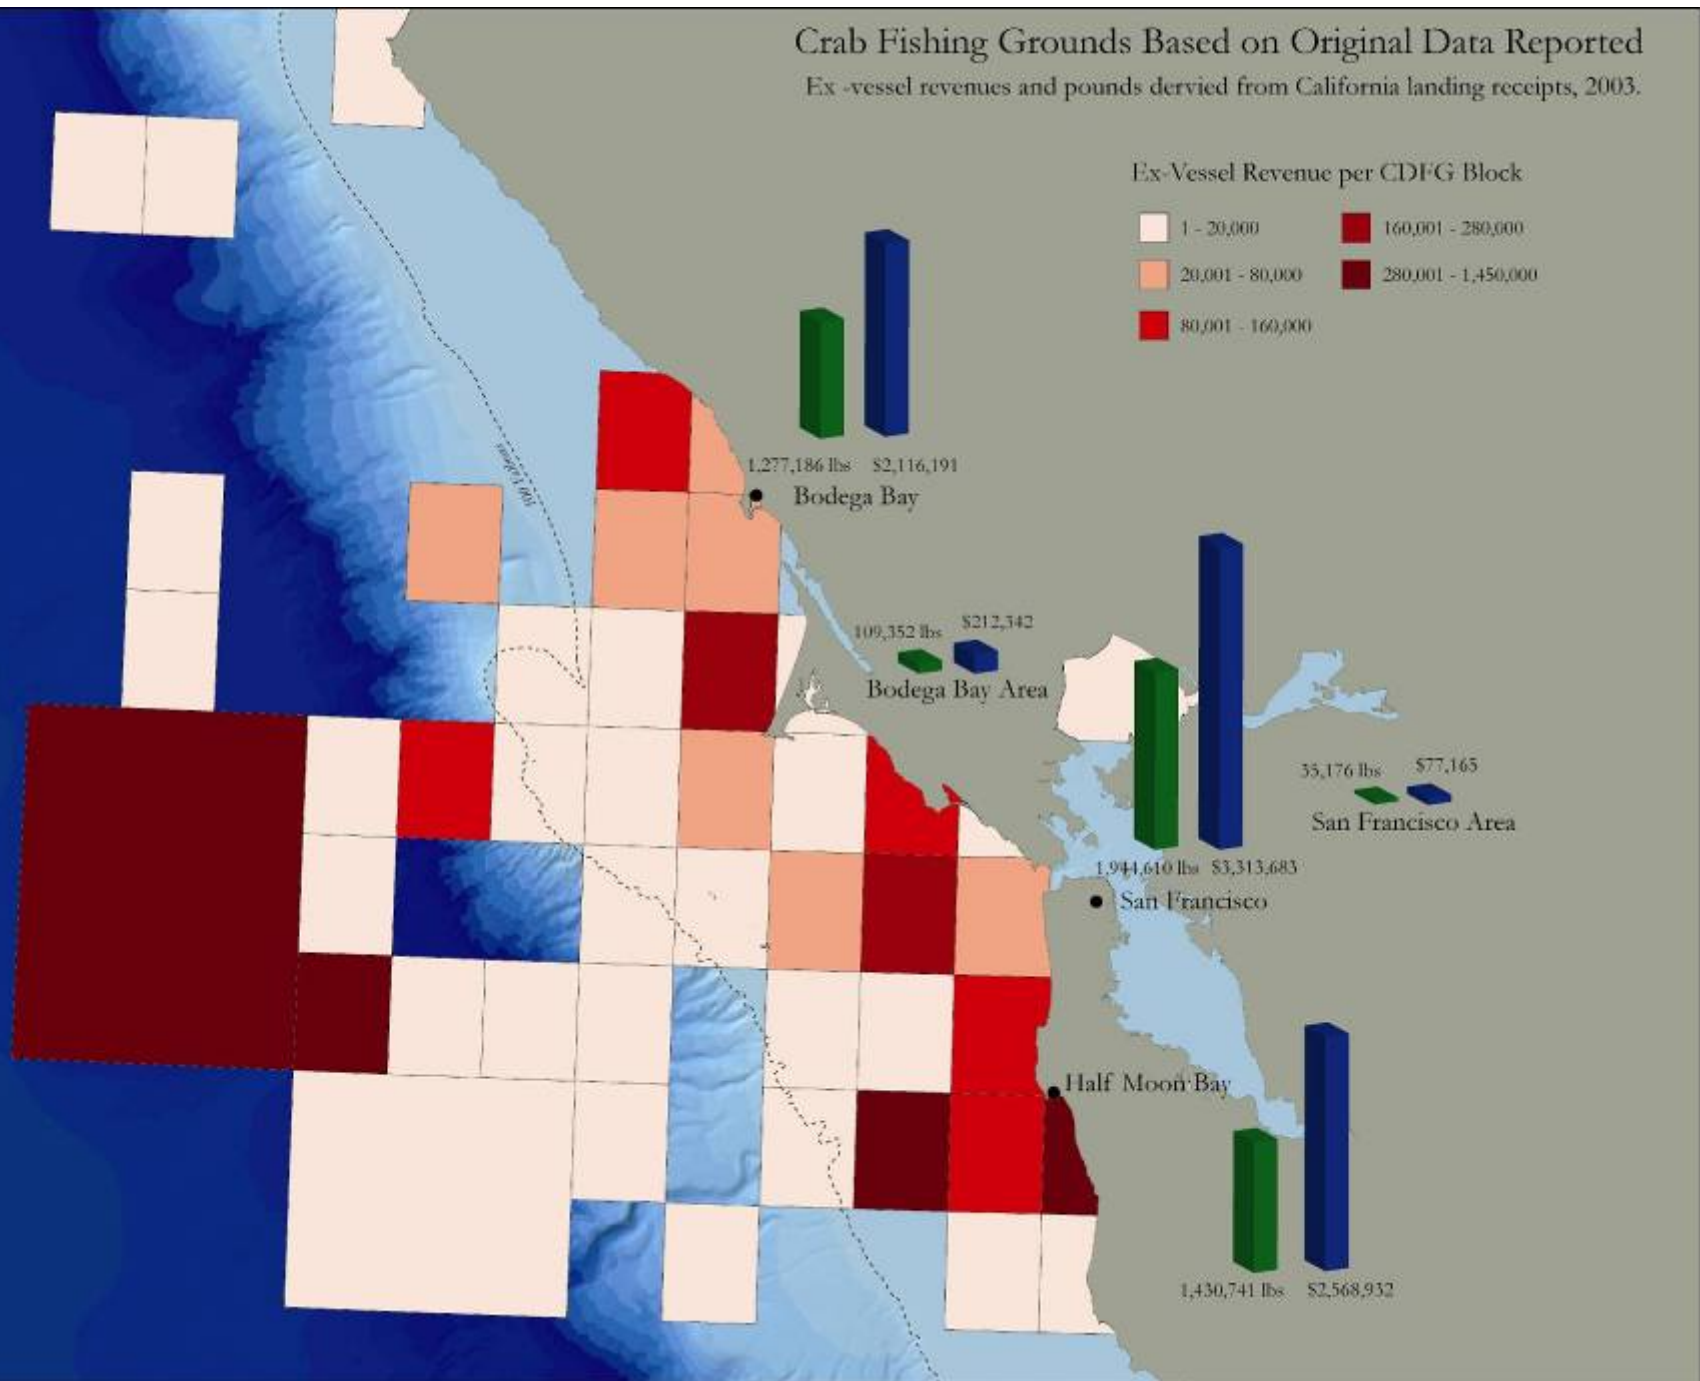 Crab Fishing Grounds Based on Original Data Reported
Ex -vessel revenues and pounds dervied from California landing receipts, 2003.
Ex-Vessel Revenue per CDFG Block
1 - 20,000
160,001 - 280,000
20,001 - 80,000
280,001 - 1,450,000
80,001 - 160,000
100 fathoms
1,277,186 lbs $2,116,191
Bodega Bay
109,352 lbs $212,342
Bodega Bay Area
35,176 lbs $77,165
San Francisco Area
1,944,610 lbs $3,313,683
San Francisco
Half Moon Bay
1,430,741 lbs $2,568,932